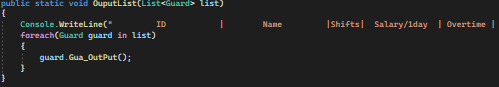 public static void OuputList(List<Guard> list)
{
    Console.WriteLine("          ID          |          Name          |Shifts|  Salary/1day  | Overtime |
    foreach(Guard guard in list)
    {
        guard.Gua_OutPut();
    }
}